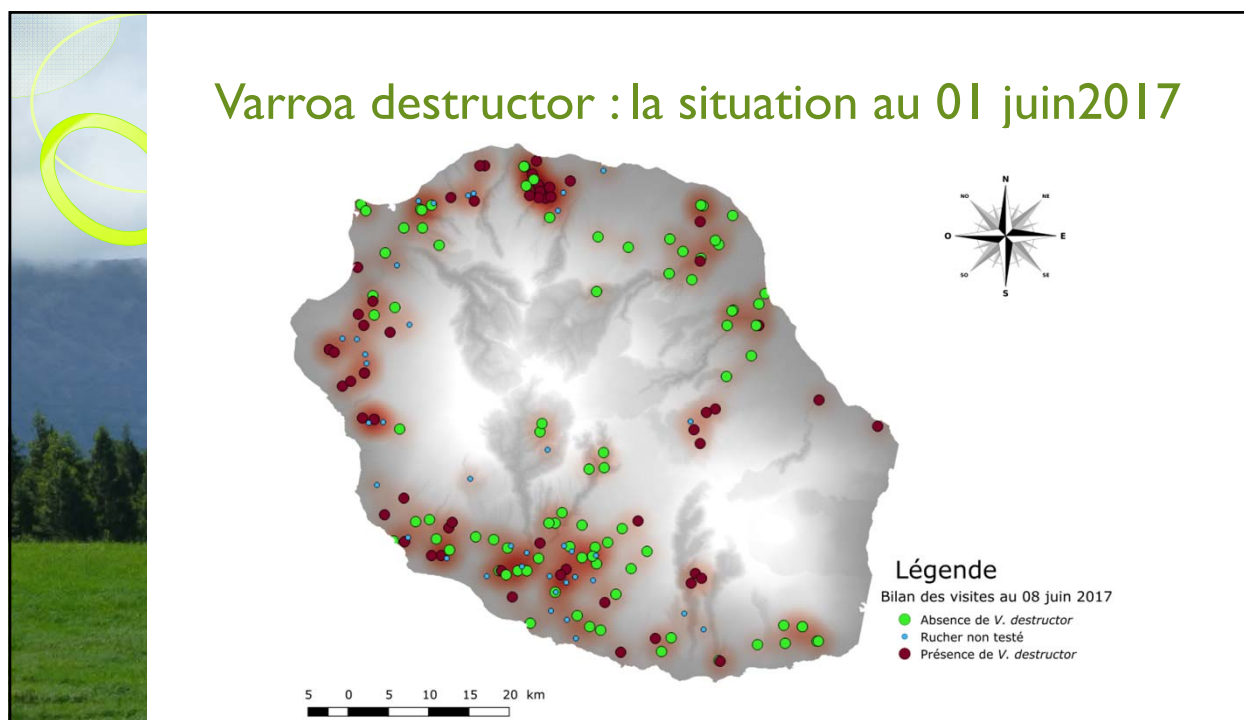 Varroa destructor : la situation au 01 juin2017
N
NO NE
O E
SO SE
S
Légende
Bilan des visites au 08 juin 2017
Absence de V. destructor
Rucher non testé
Présence de V. destructor
5 0 5 10 15 20 km